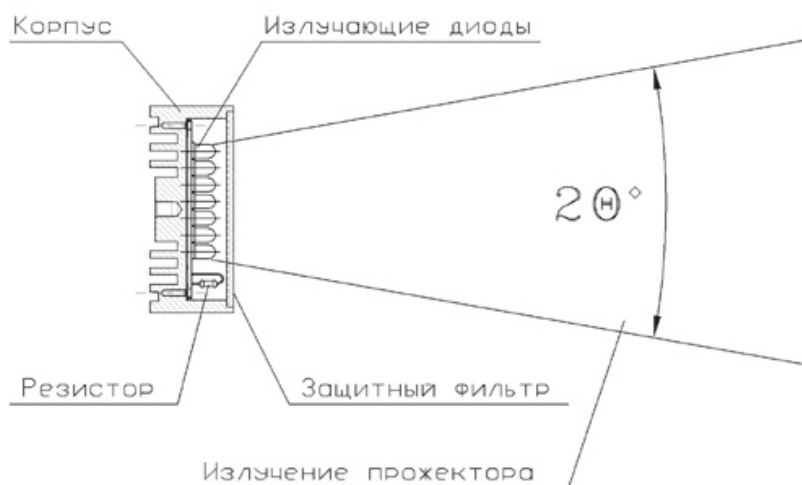 Корпус
Излучающие диоды
2Θ°
Резистор
Защитный фильтр
Излучение прожектора